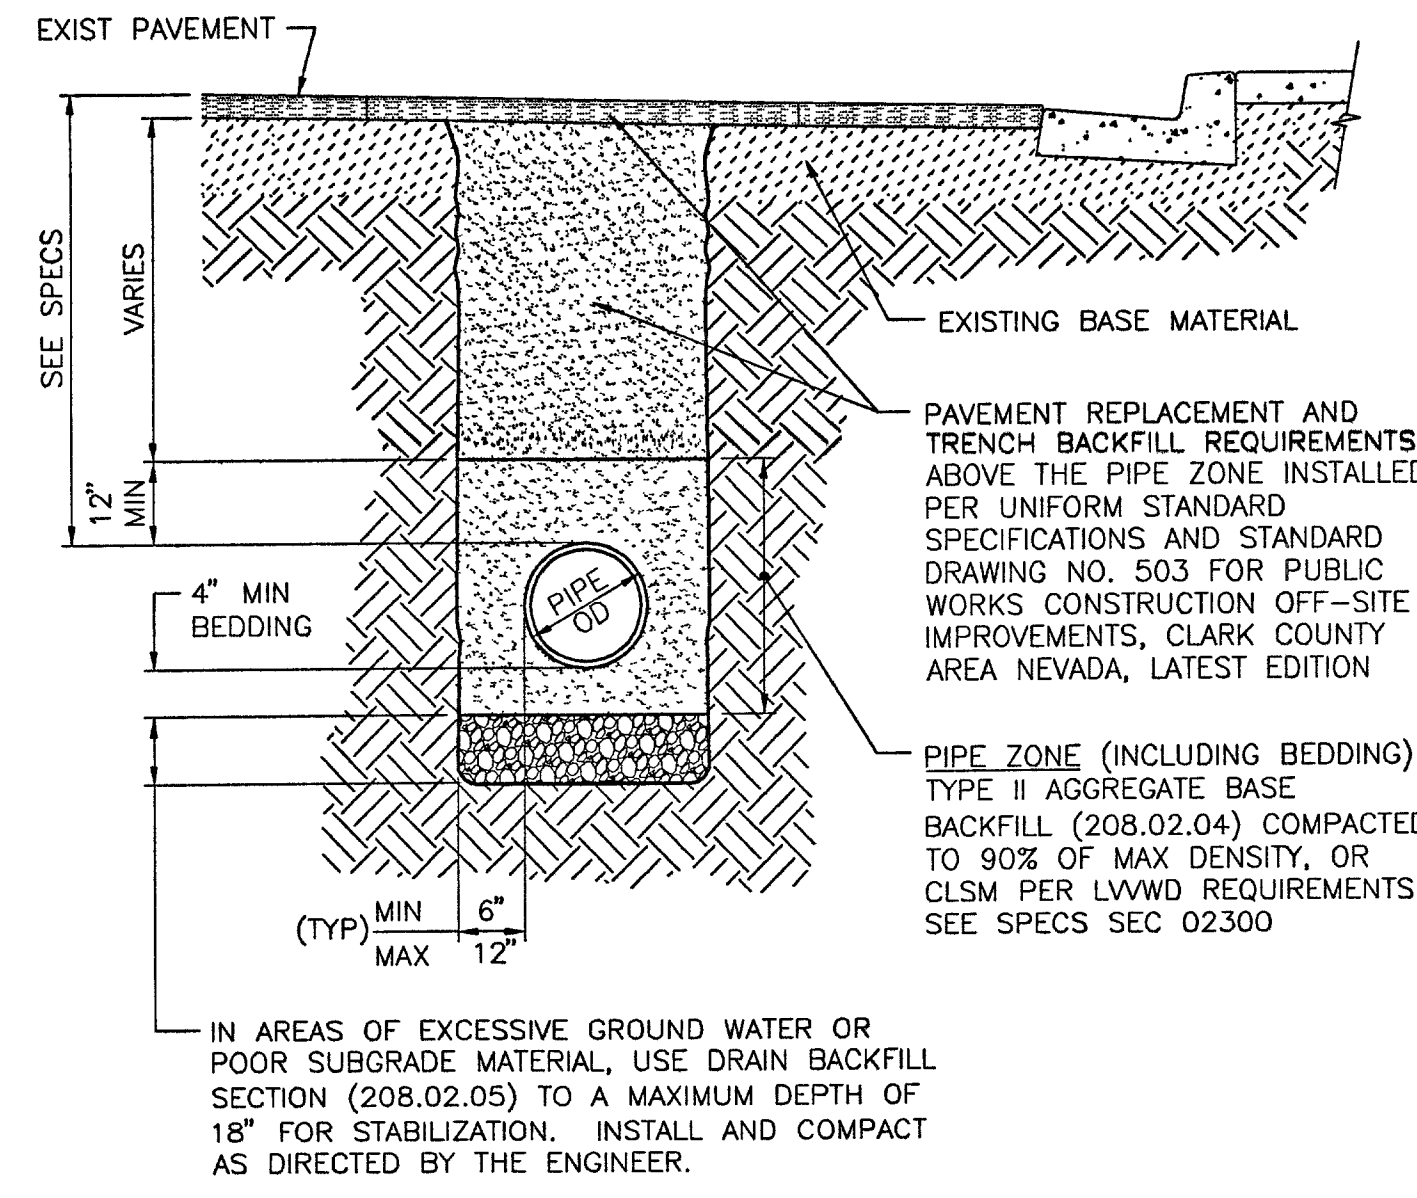 EXIST PAVEMENT
SEE SPECS
VARIES
12"
MIN
4" MIN
BEDDING
PIPE
OD
EXISTING BASE MATERIAL
PAVEMENT REPLACEMENT AND
TRENCH BACKFILL REQUIREMENTS
ABOVE THE PIPE ZONE INSTALLED
PER UNIFORM STANDARD
SPECIFICATIONS AND STANDARD
DRAWING NO. 503 FOR PUBLIC
WORKS CONSTRUCTION OFF-SITE
IMPROVEMENTS, CLARK COUNTY
AREA NEVADA, LATEST EDITION
PIPE ZONE (INCLUDING BEDDING)
TYPE II AGGREGATE BASE
BACKFILL (208.02.04) COMPACTED
TO 90% OF MAX DENSITY, OR
CLSM PER LVVWD REQUIREMENTS
SEE SPECS SEC 02300
(TYP) MIN 6"
MAX 12"
IN AREAS OF EXCESSIVE GROUND WATER OR
POOR SUBGRADE MATERIAL, USE DRAIN BACKFILL
SECTION (208.02.05) TO A MAXIMUM DEPTH OF
18" FOR STABILIZATION. INSTALL AND COMPACT
AS DIRECTED BY THE ENGINEER.